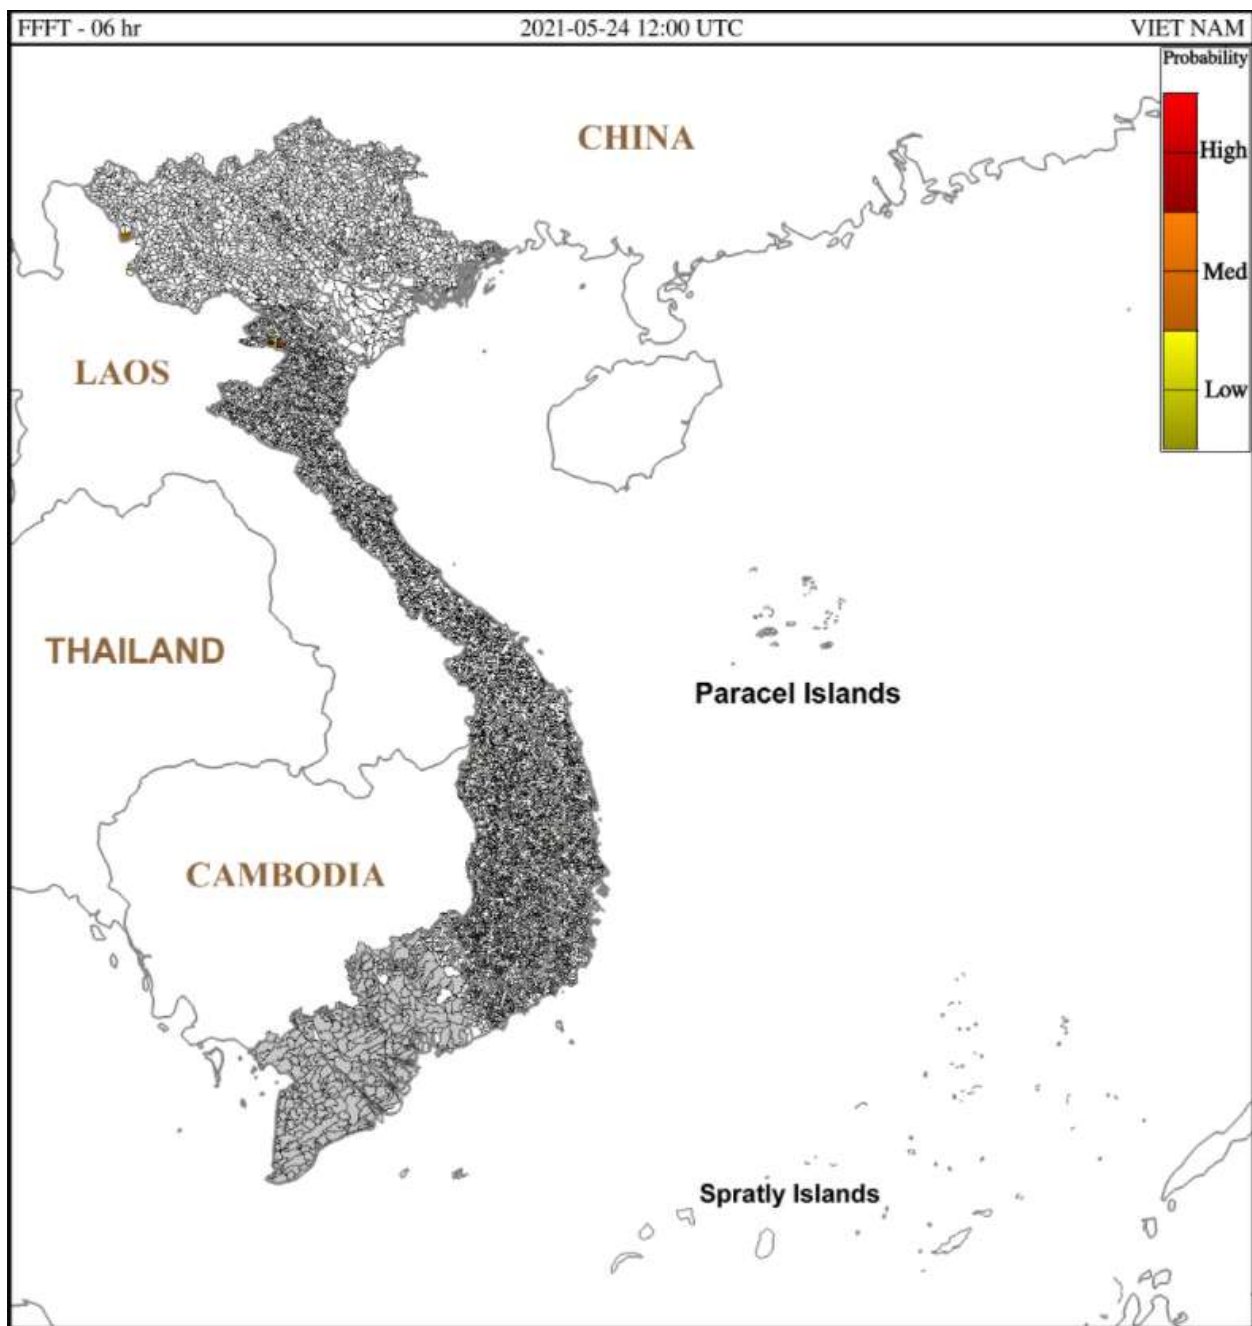 FFFT - 06 hr 2021-05-24 12:00 UTC VIET NAM
Probability
CHINA
High
Med
LAOS
Low
THAILAND
Paracel Islands
CAMBODIA
Spratly Islands